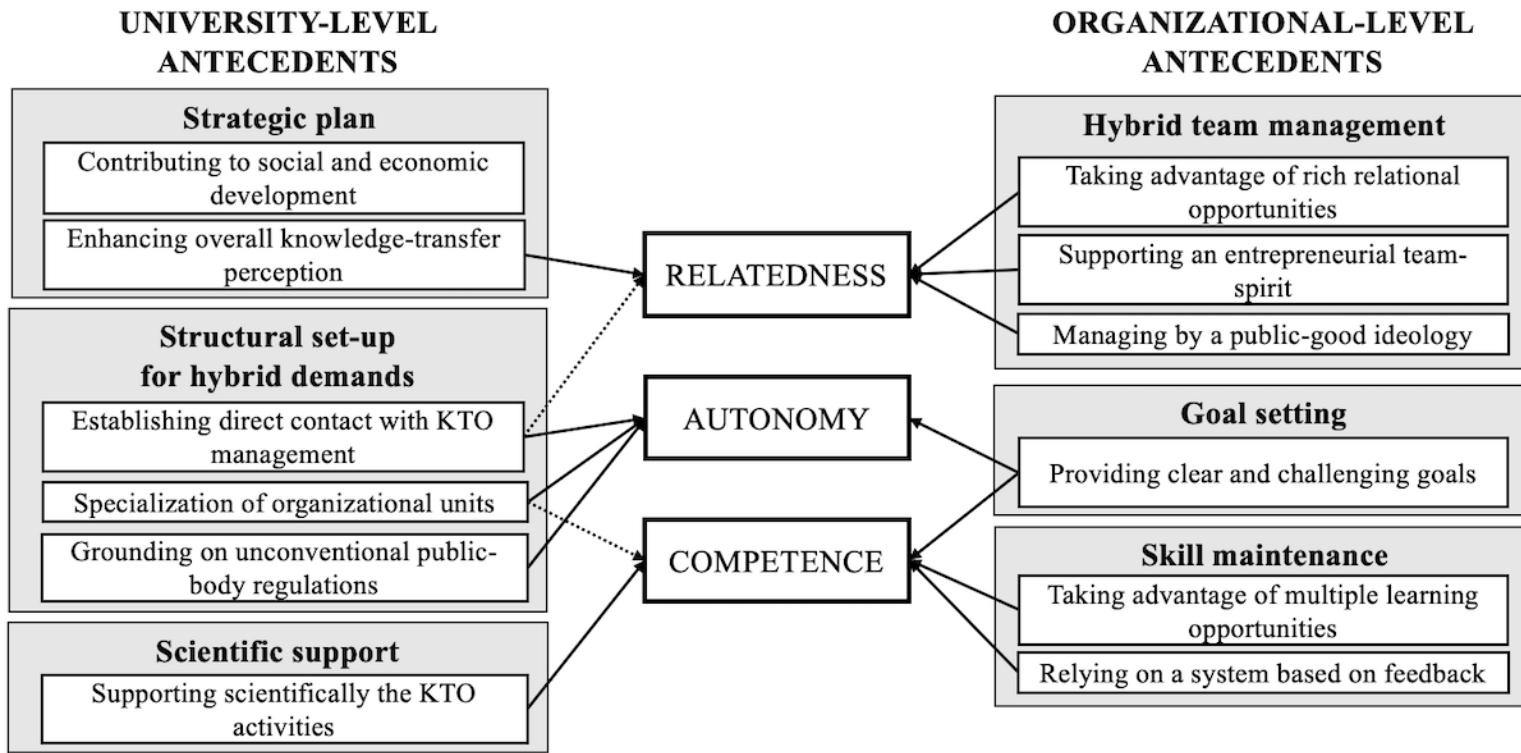 UNIVERSITY-LEVEL
ANTECEDENTS
Strategic plan
Contributing to social and economic
development
Enhancing overall knowledge-transfer
perception
Structural set-up
for hybrid demands
Establishing direct contact with KTO
management
Specialization of organizational units
Grounding on unconventional public-
body regulations
Scientific support
Supporting scientifically the KTO
activities
RELATEDNESS
AUTONOMY
COMPETENCE
ORGANIZATIONAL-LEVEL
ANTECEDENTS
Hybrid team management
Taking advantage of rich relational
opportunities
Supporting an entrepreneurial team-
spirit
Managing by a public-good ideology
Goal setting
Providing clear and challenging goals
Skill maintenance
Taking advantage of multiple learning
opportunities
Relying on a system based on feedback